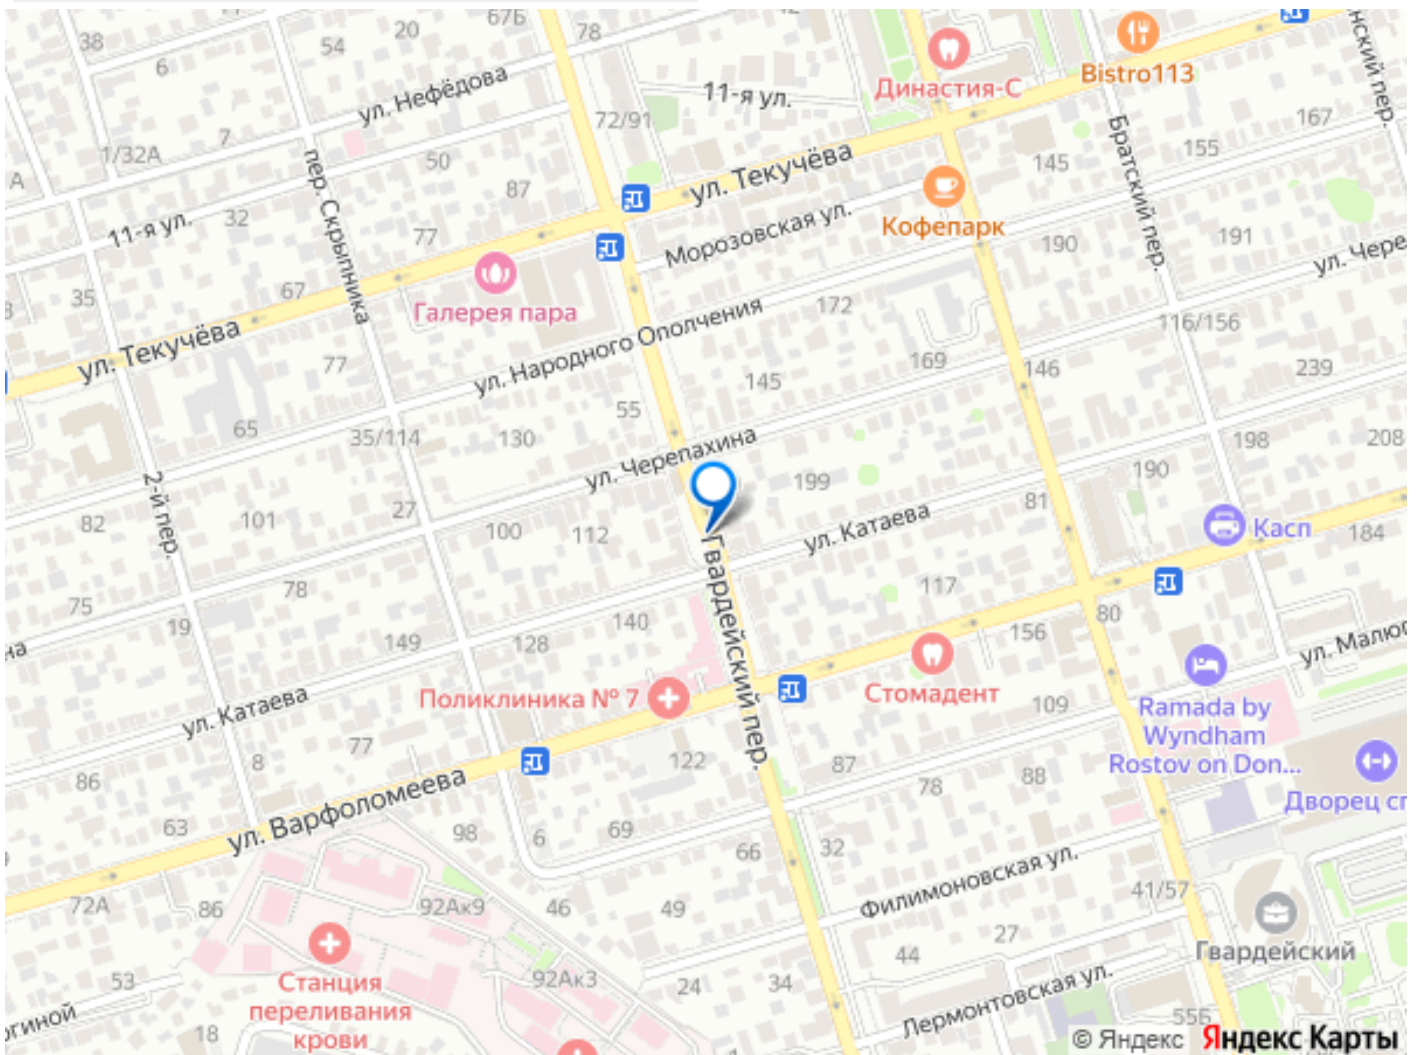 67Б
12
38
20
78
54
6
Династия-С
Bistro113
ул. Нефёдова
11-я ул.
72/91
167
7
1/32А
Братский пер.
155
145
50
пер. Скрыпника
ул. Текучёва
А
87
Кофепарк
32
11-я ул.
77
Морозовская ул.
190
191
ул. Чере
35
67
Галерея пара
172
116/156
ул. Текучёва
ул. Народного Ополчения
169
77
145
146
239
55
65
35/114
130
198
208
ул. Черепахина
2-й пер.
199
190
82
101
27
81
100
112
ул. Катаева
Касп
184
78
75
117
80
19
140
149
128
156
на
Гвардейский пер.
ул. Малюг
Поликлиника № 7
Стомадент
ул. Катаева
109
Ramada by
Wyndham
Rostov on Don...
77
8
122
87
86
78
88
Дворец сп
ул. Варфоломеева
63
98
6
69
66
32
Филимоновская ул.
41/57
72А
86
92Ак9
46
49
27
Гвардейский
44
Станция
переливания
крови
53
92Ак3
24
34
Лермонтовская ул.
огиной
18
55Б
© Яндекс Яндекс Карты